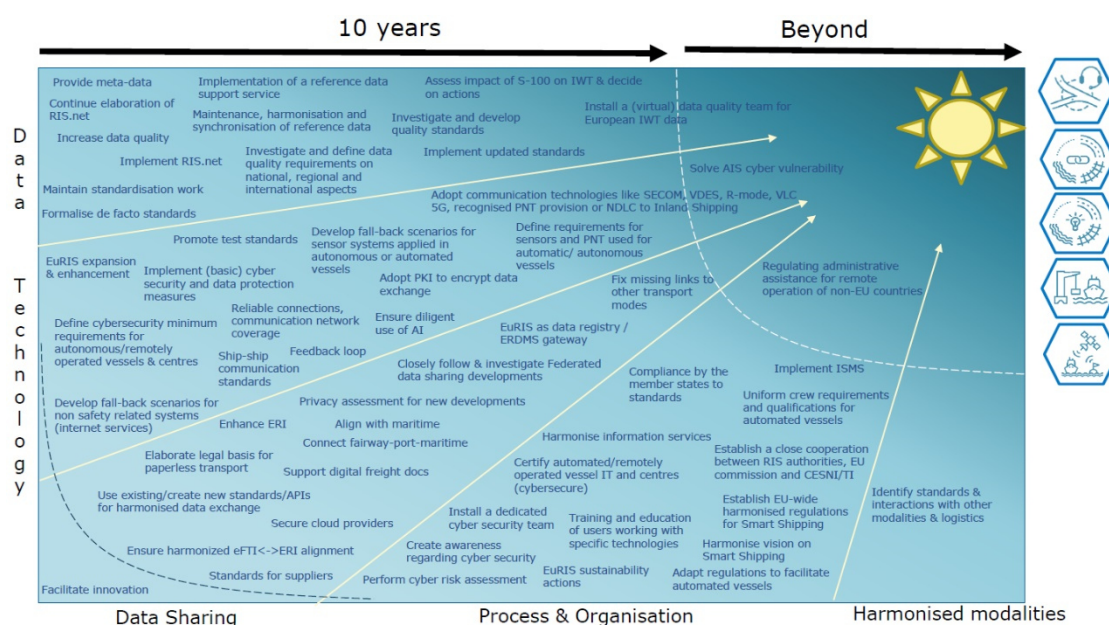 10 years
Beyond
Data
Technology
Provide meta-data
Implementation of a reference data
support service
Assess impact of S-100 on IWT & decide
on actions
Continue elaboration of
RIS.net
Maintenance, harmonisation and
synchronisation of reference data
Investigate and develop
quality standards
Install a (virtual) data quality team for
European IWT data
Increase data quality
Implement RIS.net
Investigate and define data
quality requirements on
national, regional and
international aspects
Implement updated standards
Solve AIS cyber vulnerability
Maintain standardisation work
Formalise de facto standards
Adopt communication technologies like SECOM, VDES, R-mode, VLC
5G, recognised PNT provision or NDLC to Inland Shipping
Promote test standards
Develop fall-back scenarios for
sensor systems applied in
autonomous or automated
vessels
Define requirements for
sensors and PNT used for
automatic/ autonomous
vessels
EuRIS expansion
& enhancement
Implement (basic) cyber
security and data protection
measures
Adopt PKI to encrypt data
exchange
Fix missing links to
other transport
modes
Regulating administrative
assistance for remote
operation of non-EU countries
Define cybersecurity minimum
requirements for
autonomous/remotely
operated vessels & centres
Reliable connections,
communication network
coverage
Ensure diligent
use of AI
EuRIS as data registry /
ERDMS gateway
Ship-ship
communication
standards
Feedback loop
Closely follow & investigate Federated
data sharing developments
Compliance by the
member states to
standards
Implement ISMS
Develop fall-back scenarios for
non safety related systems
(internet services)
Privacy assessment for new developments
Uniform crew requirements
and qualifications for
automated vessels
Enhance ERI
Align with maritime
Connect fairway-port-maritime
Harmonise information services
Elaborate legal basis for
paperless transport
Support digital freight docs
Certify automated/remotely
operated vessel IT and centres
(cybersecure)
Establish a close cooperation
between RIS authorities, EU
commission and CESNI/TI
Use existing/create new standards/APIs
for harmonised data exchange
Secure cloud providers
Install a dedicated
cyber security team
Training and education
of users working with
specific technologies
Establish EU-wide
harmonised regulations
for Smart Shipping
Identify standards &
interactions with other
modalities & logistics
Ensure harmonized eFTI<->ERI alignment
Create awareness
regarding cyber security
Harmonise vision on
Smart Shipping
Facilitate innovation
Standards for suppliers
Perform cyber risk assessment
EuRIS sustainability
actions
Adapt regulations to facilitate
automated vessels
Data Sharing
Process & Organisation
Harmonised modalities